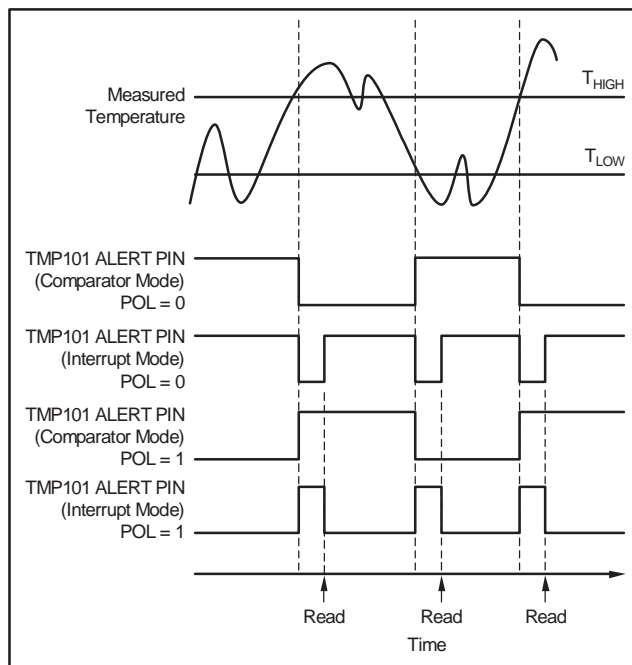 Measured
Temperature
THIGH
TLOW
TMP101 ALERT PIN
(Comparator Mode)
POL = 0
TMP101 ALERT PIN
(Interrupt Mode)
POL = 0
TMP101 ALERT PIN
(Comparator Mode)
POL = 1
TMP101 ALERT PIN
(Interrupt Mode)
POL = 1
Read Read Read
Time